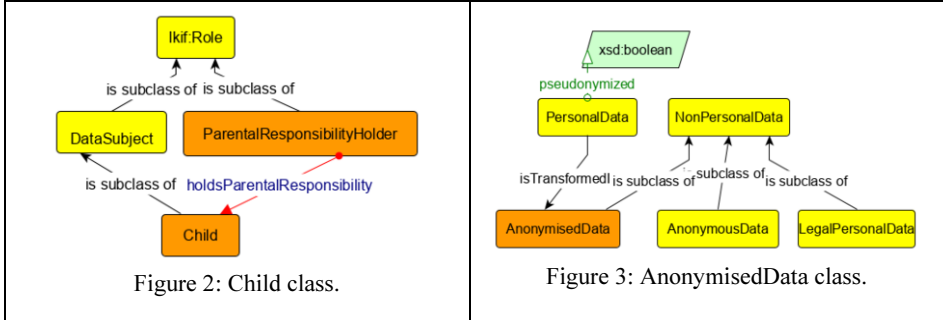 lkif:Role
is subclass of
is subclass of
DataSubject
ParentalResponsibilityHolder
is subclass of
holdsParentalResponsibility
Child
Figure 2: Child class.
xsd:boolean
pseudonymized
PersonalData
NonPersonalData
isTransformedI
is subclass of
subclass of
is subclass of
AnonymisedData
AnonymousData
LegalPersonalData
Figure 3: AnonymisedData class.